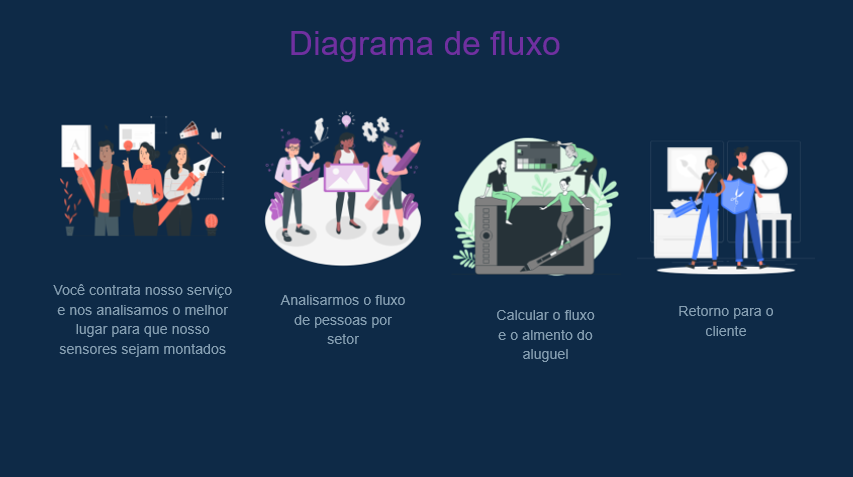 Diagrama de fluxo
Você contrata nosso serviço
e nos analisamos o melhor
lugar para que nosso
sensores sejam montados
Analisarmos o fluxo
de pessoas por
setor
Calcular o fluxo
e o almento do
aluguel
Retorno para o
cliente